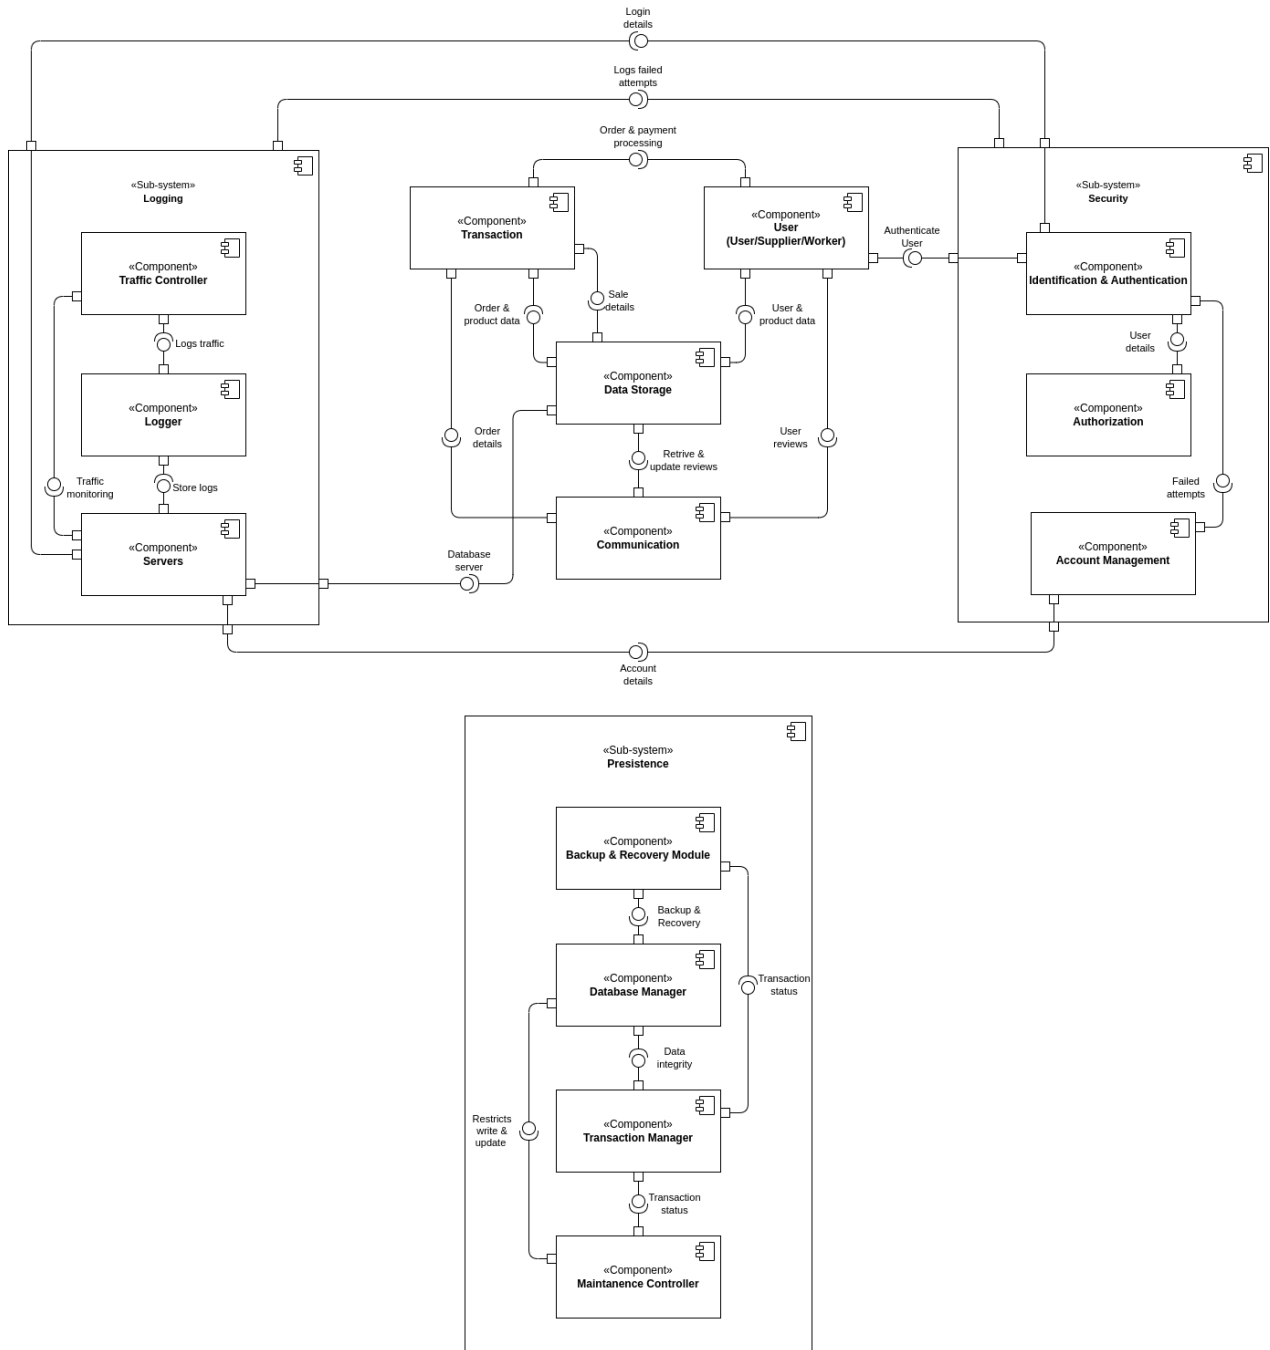 Login
details
Logs failed
attempts
Order & payment
processing
«Sub-system»
Logging
«Component»
Traffic Controller
Logs traffic
«Component»
Logger
Traffic
monitoring
Store logs
«Component»
Servers
«Component»
Transaction
«Component»
User
(User/Supplier/Worker)
Authenticate
User
Order &
product data
Sale
details
User &
product data
«Component»
Data Storage
Order
details
Retrive &
update reviews
User
reviews
«Component»
Communication
Database
server
«Sub-system»
Security
«Component»
Identification & Authentication
User
details
«Component»
Authorization
Failed
attempts
«Component»
Account Management
Account
details
«Sub-system»
Presistence
«Component»
Backup & Recovery Module
Backup &
Recovery
«Component»
Database Manager
Transaction
status
Data
integrity
Restricts
write &
update
«Component»
Transaction Manager
Transaction
status
«Component»
Maintanence Controller